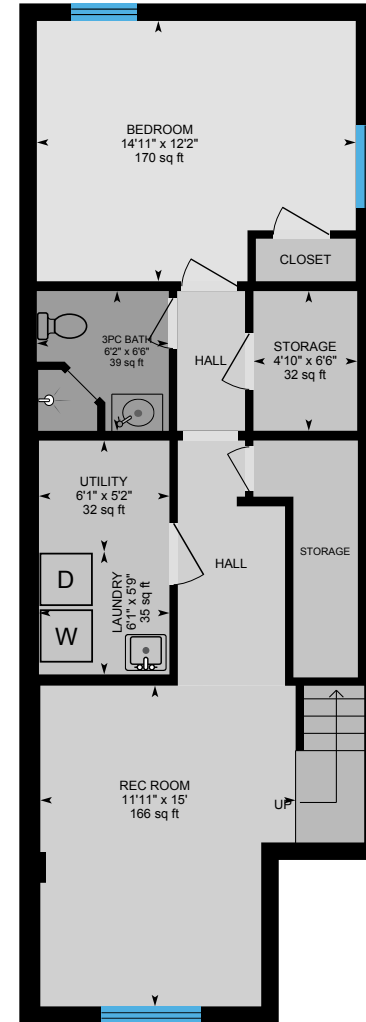 BEDROOM
14'11" x 12'2"
170 sq ft
CLOSET
3PC BATH
6'2" x 6'6"
39 sq ft
HALL
STORAGE
4'10" x 6'6"
32 sq ft
UTILITY
6'1" x 5'2"
32 sq ft
HALL
STORAGE
D
W
LAUNDRY
6'1" x 5'9"
35 sq ft
REC ROOM
11'11" x 15'
166 sq ft
UP